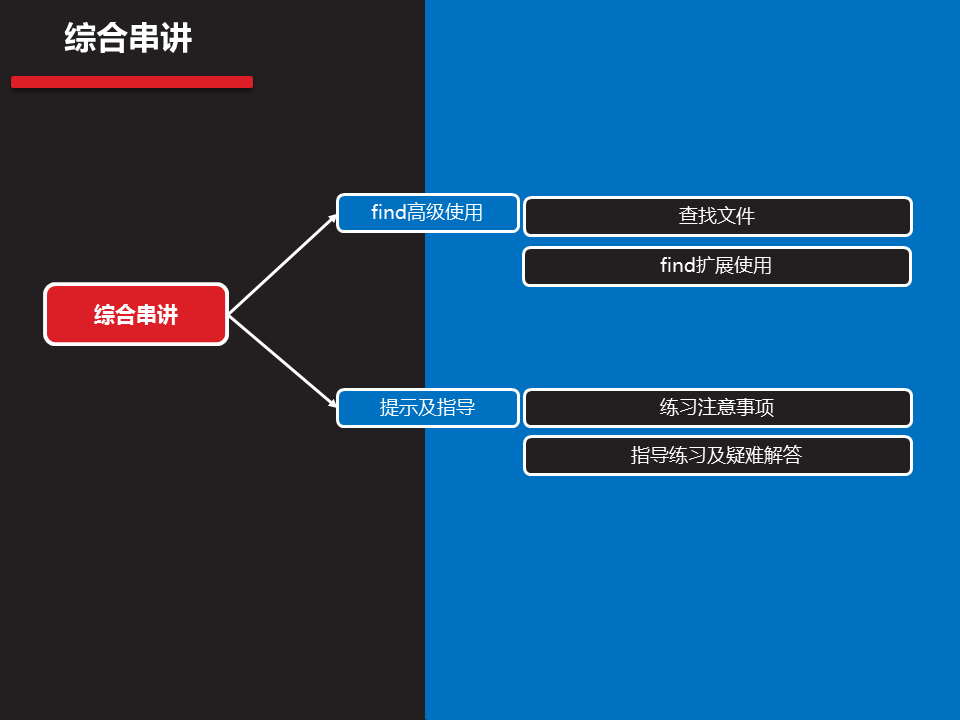 综合串讲
综合串讲
find高级使用
查找文件
find扩展使用
提示及指导
练习注意事项
指导练习及疑难解答